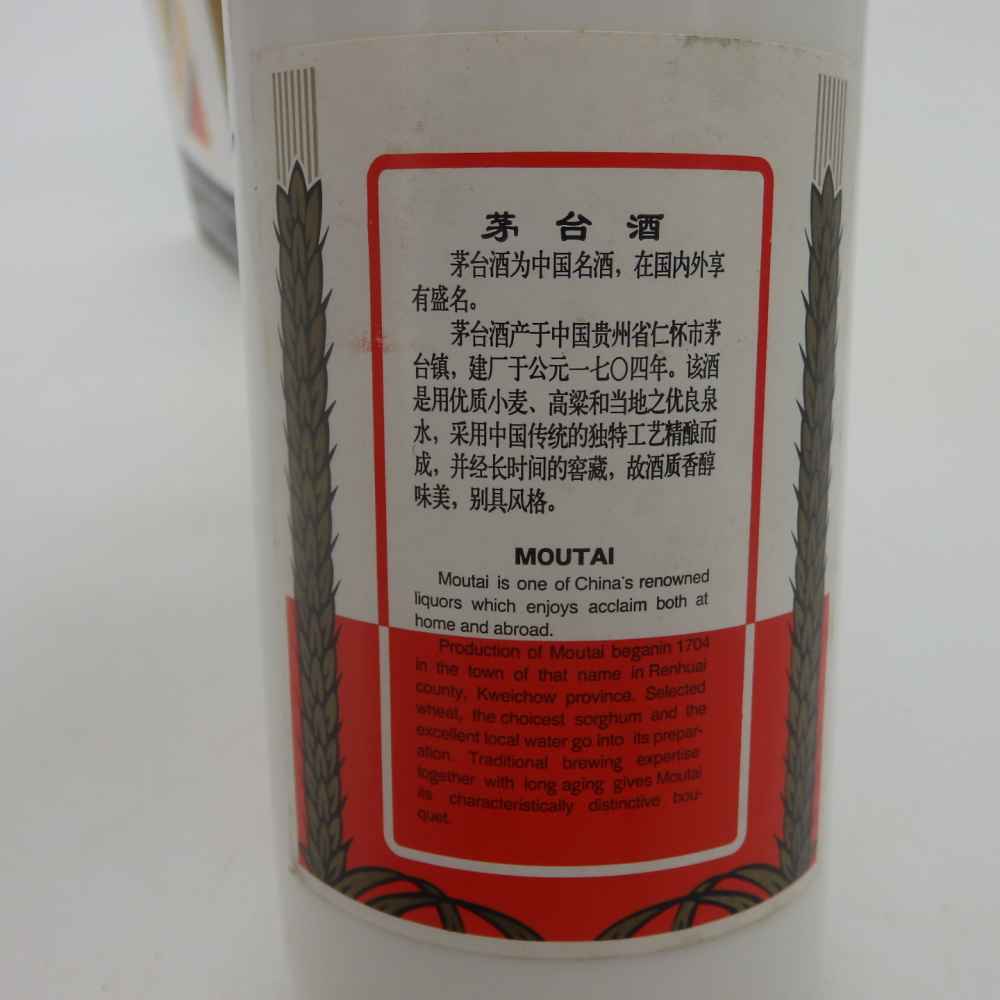 茅台酒
茅台酒为中国名酒，在国内外享
有盛名。
茅台酒产于中国贵州省仁怀市茅
台镇，建厂于公元一七〇四年。该酒
是用优质小麦、高粱和当地之优良泉
水，采用中国传统的独特工艺精酿而
成，并经长时间的窖藏，故酒质香醇
味美，别具风格。
MOUTAI
Moutai is one of China's renowned
liquors which enjoys acclaim both at
home and abroad.
Production of Moutai beganin 1704
in the town of that name in Renhuai
county, Kweichow province. Selected
wheat, the choicest sorghum and the
excellent local water go into its prepar-
ation. Traditional brewing expertise
together with long aging gives Moutai
its characteristically distinctive bou-
quet.